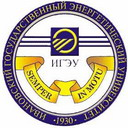 ИВАНОВСКИЙ ГОСУДАРСТВЕННЫЙ ЭНЕРГЕТИЧЕСКИЙ УНИВЕРСИТЕТ
ИГЭУ
SEMPER IN MOTU
·1930·